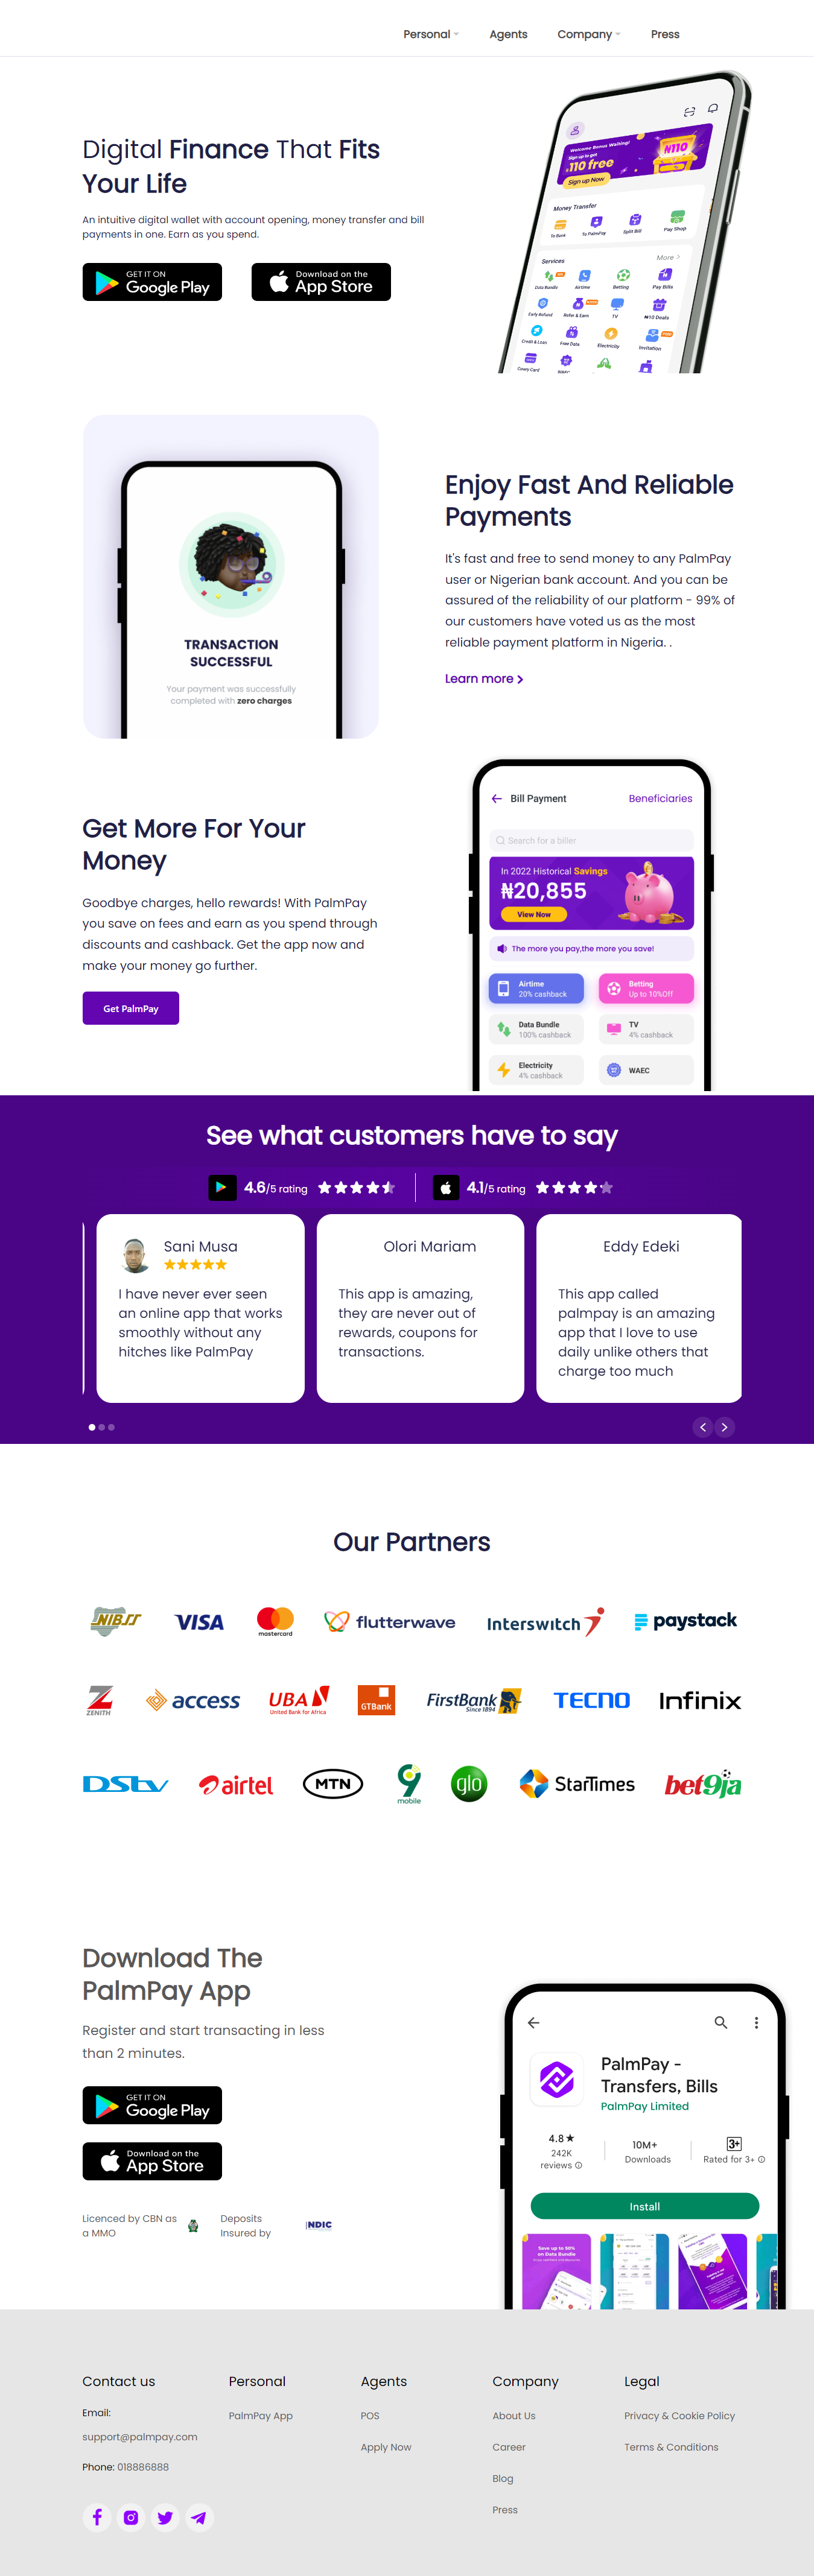 Personal
Agents
Company
Press
Digital Finance That Fits
Your Life
An intuitive digital wallet with account opening, money transfer and bill
payments in one. Earn as you spend.
GET IT ON
Google Play
Download on the
App Store
Welcome Bonus Waiting!
Sign up to get
110 free
Sign up Now
₦110
Money Transfer
To Bank
To PalmPay
Split Bill
Pay Shop
Services
More >
Data Bundle
Airtime
Betting
Pay Bills
Early Refund
Refer & Earn
TV
₦10 Deals
Credit & Loan
Free Data
Electricity
Invitation
TRANSACTION
SUCCESSFUL
Your payment was successfully
completed with zero charges
Enjoy Fast And Reliable
Payments
It's fast and free to send money to any PalmPay
user or Nigerian bank account. And you can be
assured of the reliability of our platform - 99% of
our customers have voted us as the most
reliable payment platform in Nigeria. .
Learn more
Get More For Your
Money
Goodbye charges, hello rewards! With PalmPay
you save on fees and earn as you spend through
discounts and cashback. Get the app now and
make your money go further.
Get PalmPay
Bill Payment
Beneficiaries
Search for a biller
In 2022 Historical Savings
₦20,855
View Now
The more you pay,the more you save!
Airtime
20% cashback
Betting
Up to 10%Off
Data Bundle
100% cashback
TV
4% cashback
Electricity
4% cashback
WAEC
See what customers have to say
4.6/5 rating
4.1/5 rating
Sani Musa
I have never ever seen
an online app that works
smoothly without any
hitches like PalmPay
Olori Mariam
This app is amazing,
they are never out of
rewards, coupons for
transactions.
Eddy Edeki
This app called
palmpay is an amazing
app that I love to use
daily unlike others that
charge too much
Our Partners
NIBSS
VISA
mastercard
flutterwave
Interswitch
paystack
ZENITH
access
UBA
United Bank for Africa
GTBank
FirstBank
Since 1894
TECNO
Infinix
DStv
airtel
MTN
9
mobile
glo
StarTimes
bet9ja
Download The
PalmPay App
Register and start transacting in less
than 2 minutes.
GET IT ON
Google Play
Download on the
App Store
Licenced by CBN as
a MMO
Deposits
Insured by
NDIC
PalmPay -
Transfers, Bills
PalmPay Limited
4.8★
242K
reviews
10M+
Downloads
3+
Rated for 3+
Install
Save up to 50%
on Data Bundle
Contact us
Email:
support@palmpay.com
Phone: 018886888
Personal
PalmPay App
Agents
POS
Apply Now
Company
About Us
Career
Blog
Press
Legal
Privacy & Cookie Policy
Terms & Conditions